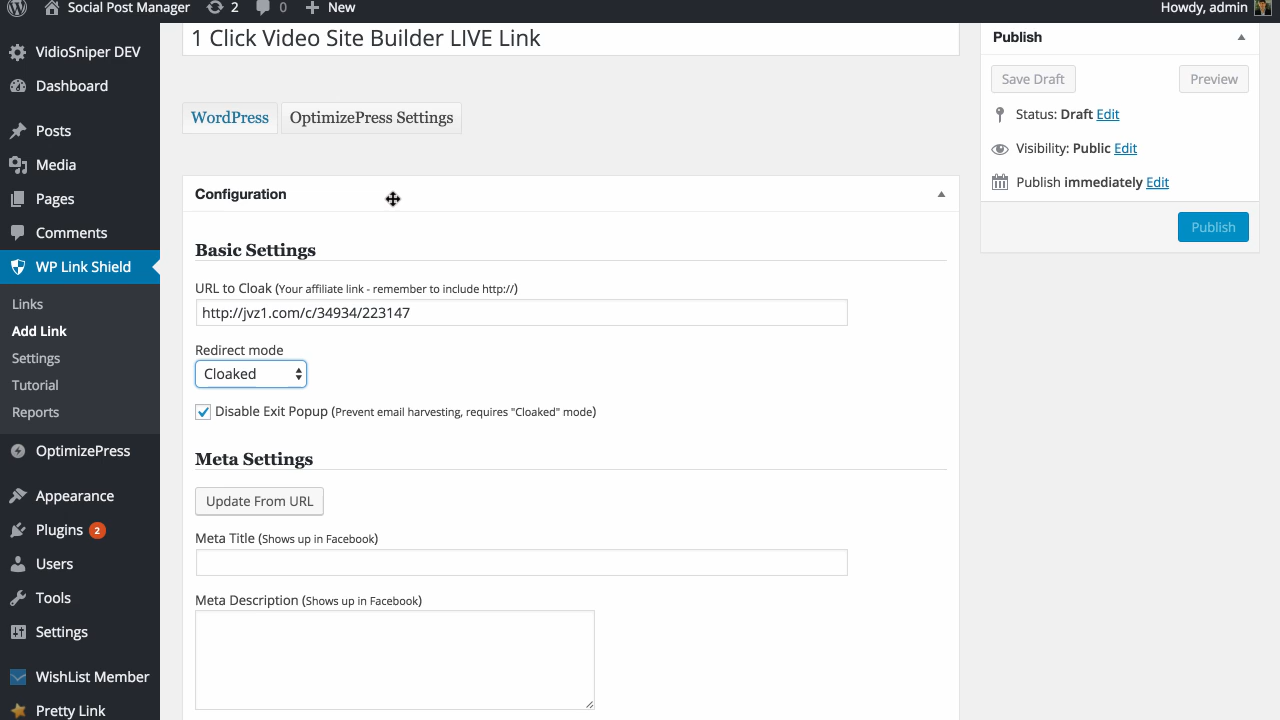 Social Post Manager 2 0 New Howdy, admin
VidioSniper DEV
Dashboard
Posts
Media
Pages
Comments
WP Link Shield
Links
Add Link
Settings
Tutorial
Reports
OptimizePress
Appearance
Plugins 2
Users
Tools
Settings
WishList Member
Pretty Link
1 Click Video Site Builder LIVE Link
WordPress OptimizePress Settings
Configuration
Basic Settings
URL to Cloak (Your affiliate link - remember to include http://)
http://jvz1.com/c/34934/223147
Redirect mode
Cloaked
Disable Exit Popup (Prevent email harvesting, requires "Cloaked" mode)
Meta Settings
Update From URL
Meta Title (Shows up in Facebook)
Meta Description (Shows up in Facebook)
Publish
Save Draft Preview
Status: Draft Edit
Visibility: Public Edit
Publish immediately Edit
Publish